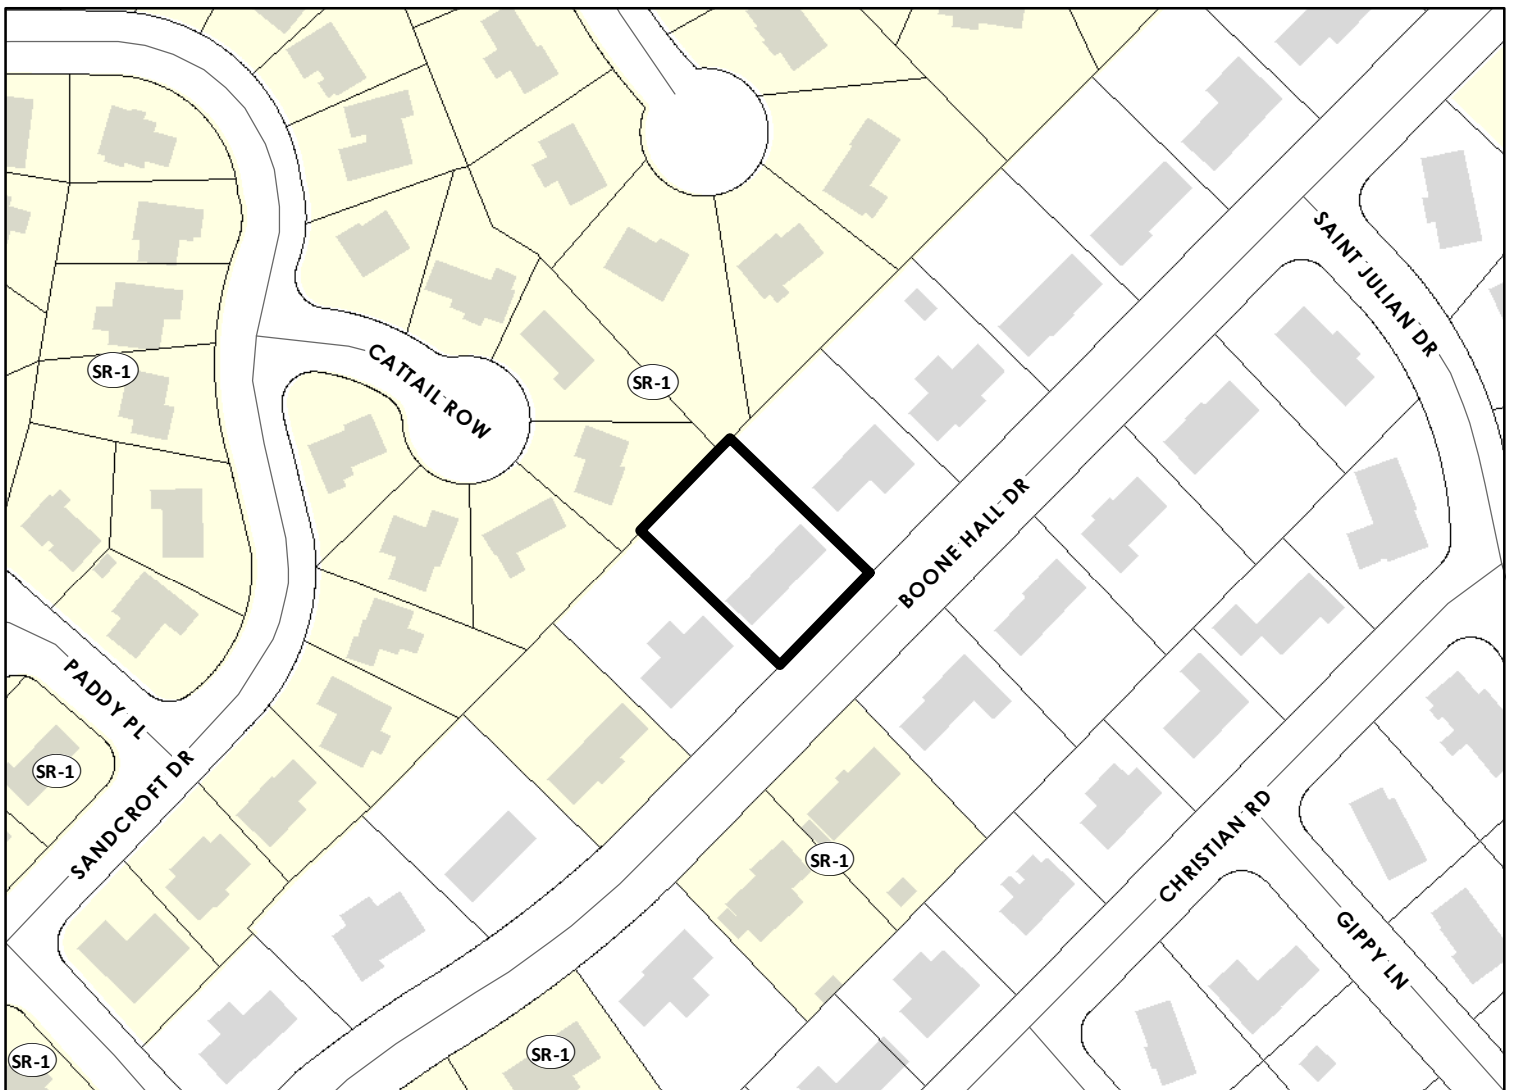 SAINT JULIAN DR
SR-1
CATTAIL ROW
SR-1
BOONE HALL DR
PADDY PL
SR-1
SANDCROFT DR
CHRISTIAN RD
SR-1
GIPPY LN
SR-1
SR-1